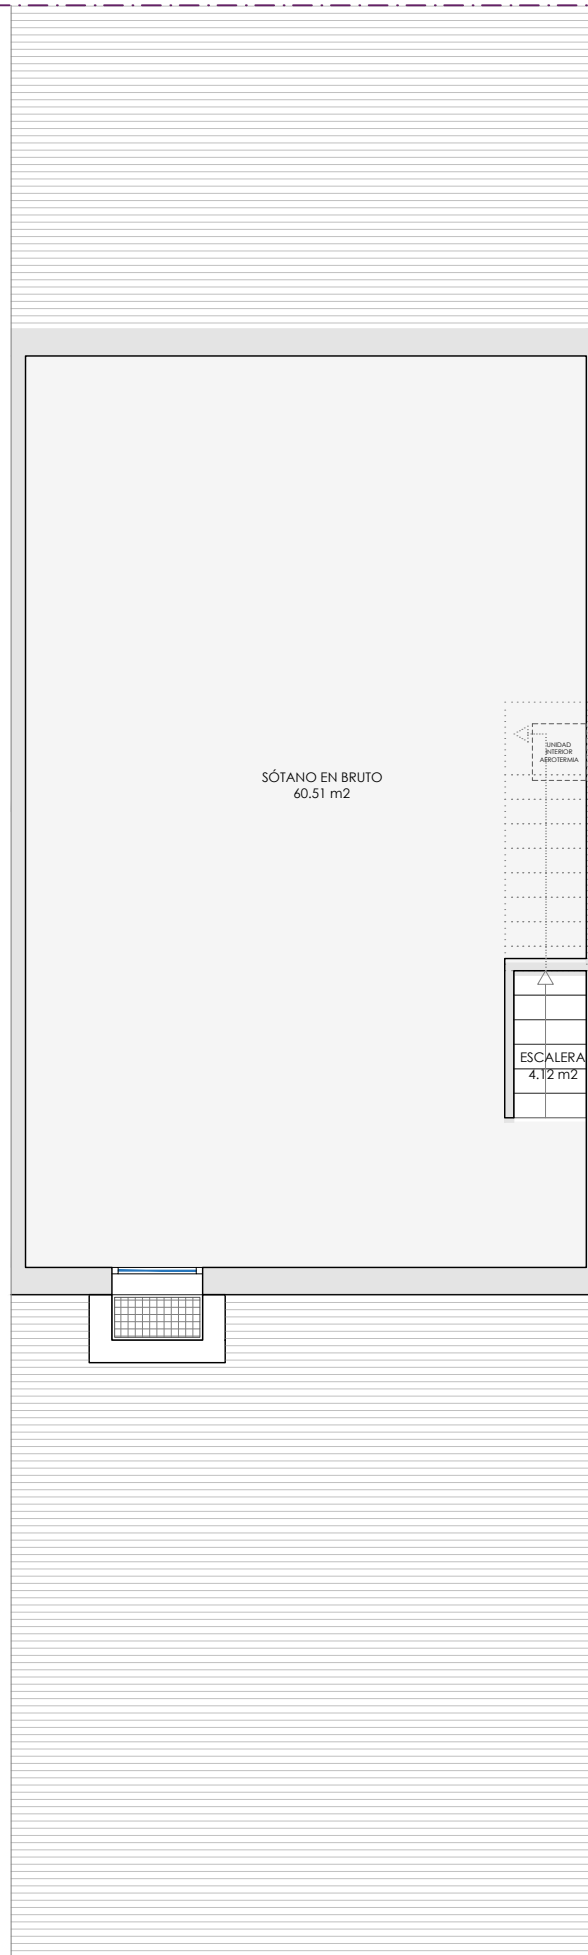 SÓTANO EN BRUTO
60.51 m2
UNIDAD
INTERIOR
AEROTERMIA
ESCALERA
4.12 m2